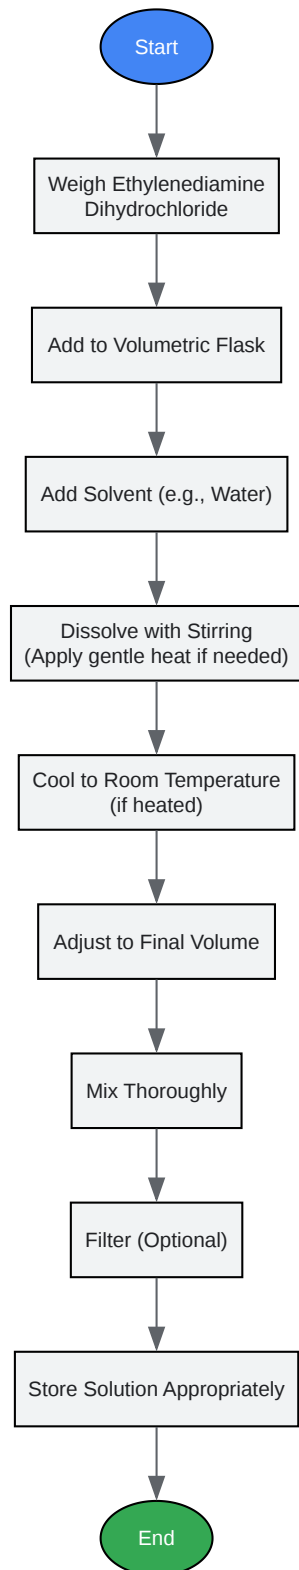 Start
Weigh Ethylenediamine
Dihydrochloride
Add to Volumetric Flask
Add Solvent (e.g., Water)
Dissolve with Stirring
(Apply gentle heat if needed)
Cool to Room Temperature
(if heated)
Adjust to Final Volume
Mix Thoroughly
Filter (Optional)
Store Solution Appropriately
End